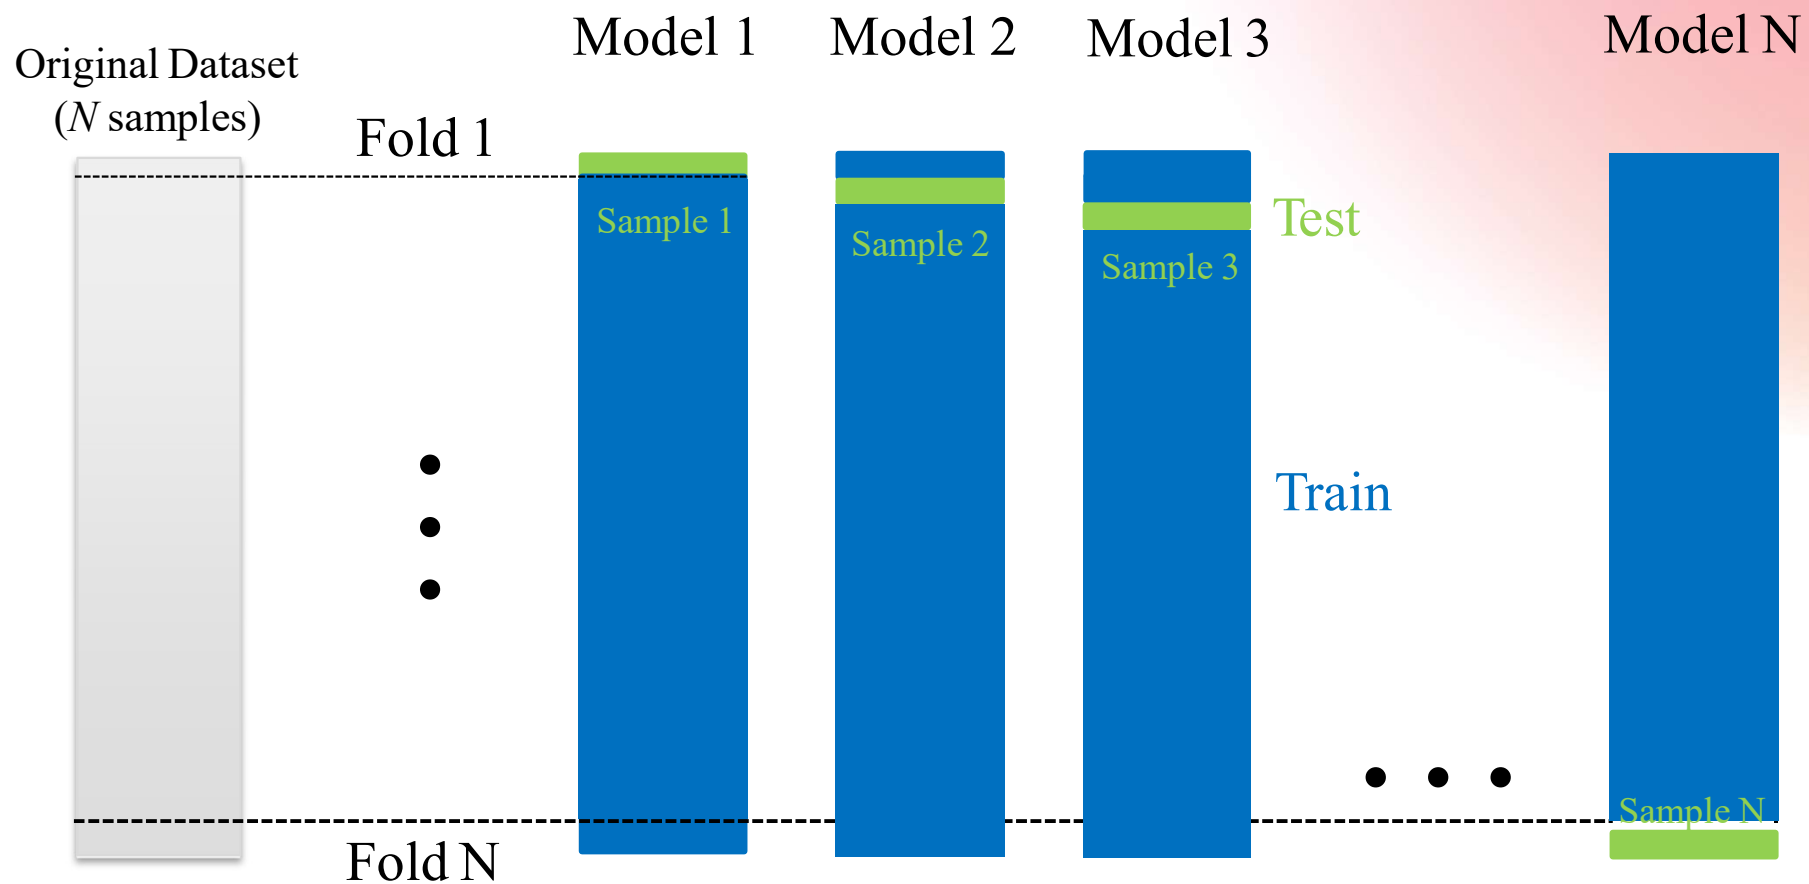 Model 1
Model 2
Model 3
Model N
Original Dataset
(N samples)
Fold 1
Sample 1
Sample 2
Sample 3
Test
Train
Sample N
Fold N